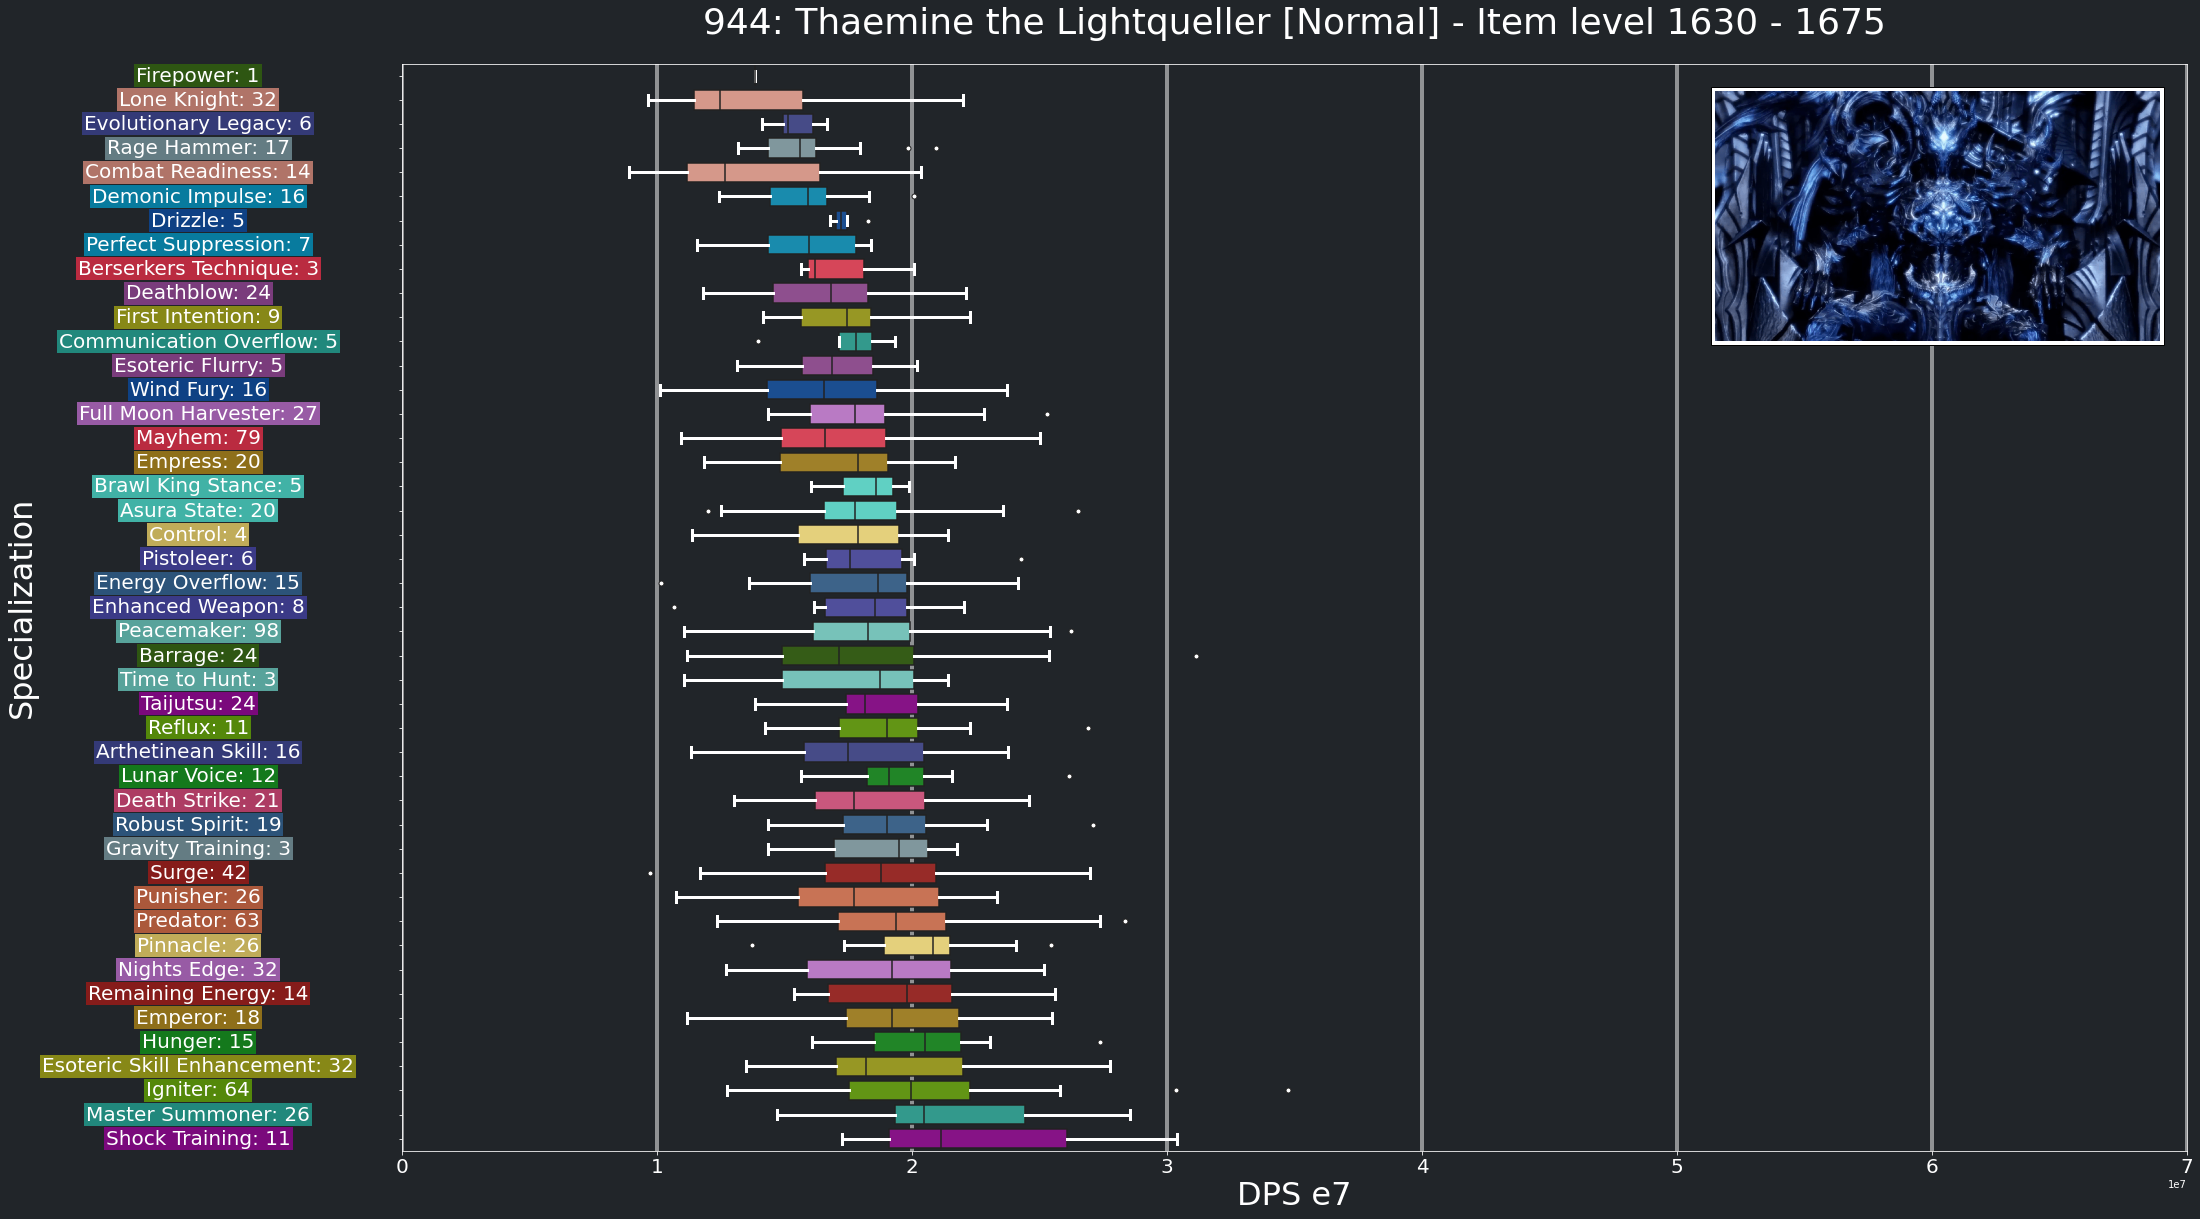 944: Thaemine the Lightqueller [Normal] - Item level 1630 - 1675
Specialization
Firepower: 1
Lone Knight: 32
Evolutionary Legacy: 6
Rage Hammer: 17
Combat Readiness: 14
Demonic Impulse: 16
Drizzle: 5
Perfect Suppression: 7
Berserkers Technique: 3
Deathblow: 24
First Intention: 9
Communication Overflow: 5
Esoteric Flurry: 5
Wind Fury: 16
Full Moon Harvester: 27
Mayhem: 79
Empress: 20
Brawl King Stance: 5
Asura State: 20
Control: 4
Pistoleer: 6
Energy Overflow: 15
Enhanced Weapon: 8
Peacemaker: 98
Barrage: 24
Time to Hunt: 3
Taijutsu: 24
Reflux: 11
Arthetinean Skill: 16
Lunar Voice: 12
Death Strike: 21
Robust Spirit: 19
Gravity Training: 3
Surge: 42
Punisher: 26
Predator: 63
Pinnacle: 26
Nights Edge: 32
Remaining Energy: 14
Emperor: 18
Hunger: 15
Esoteric Skill Enhancement: 32
Igniter: 64
Master Summoner: 26
Shock Training: 11
0 1 2 3 4 5 6 7
1e7
DPS e7